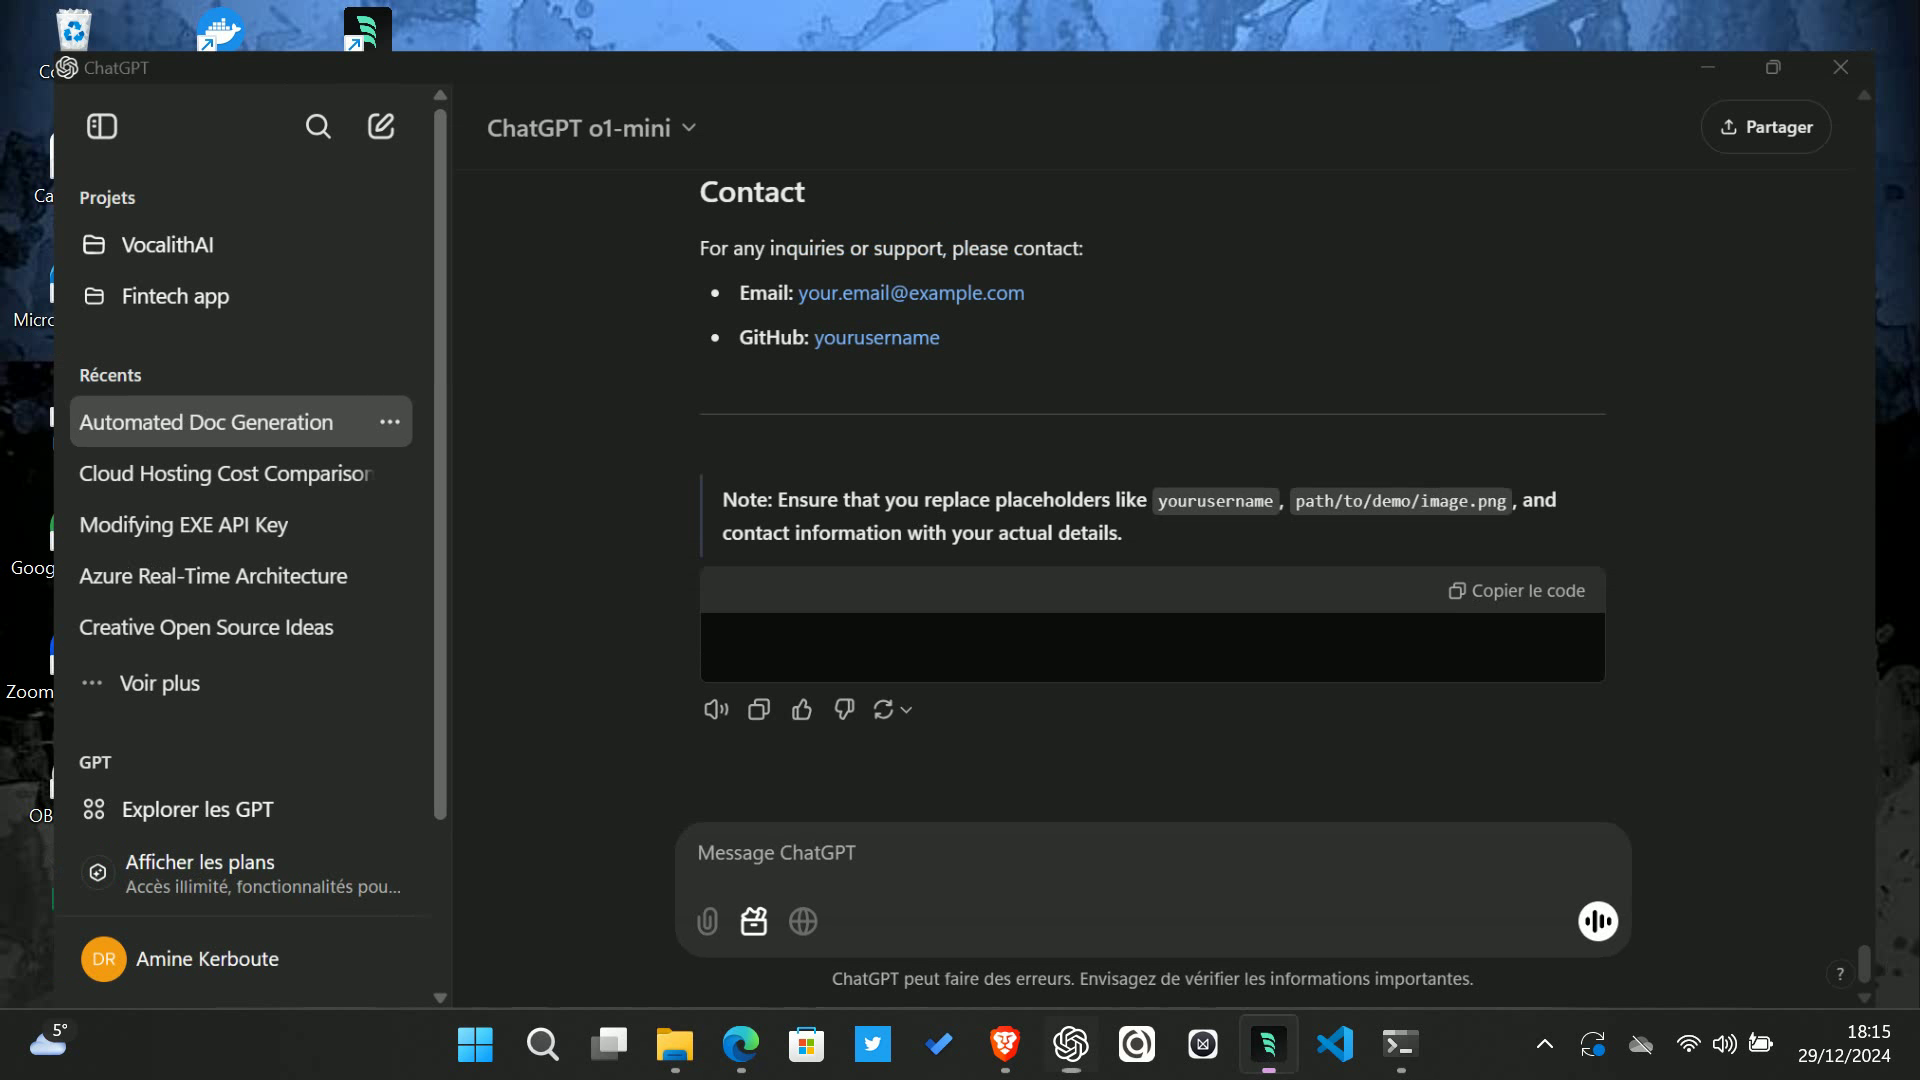 ChatGPT
Projets
VocalithAI
Fintech app
Récents
Automated Doc Generation
Cloud Hosting Cost Comparison
Modifying EXE API Key
Azure Real-Time Architecture
Creative Open Source Ideas
Voir plus
GPT
Explorer les GPT
Afficher les plans
Accès illimité, fonctionnalités pou...
DR
Amine Kerboute
ChatGPT o1-mini
Partager
Contact
For any inquiries or support, please contact:
Email: your.email@example.com
GitHub: yourusername
Note: Ensure that you replace placeholders like yourusername, path/to/demo/image.png, and
contact information with your actual details.
Copier le code
Message ChatGPT
ChatGPT peut faire des erreurs. Envisagez de vérifier les informations importantes.
?
Ca
Micro
Goog
Zoom
OB
5°
18:15
29/12/2024